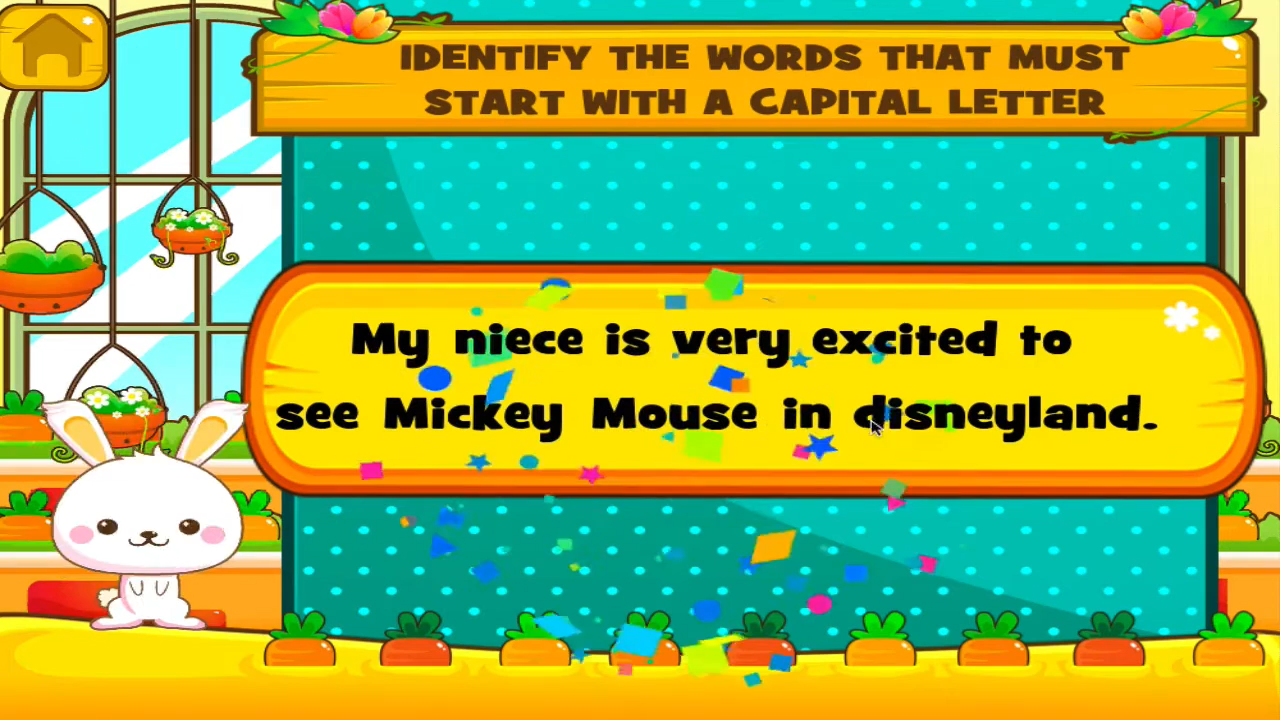 IDENTIFY THE WORDS THAT MUST
START WITH A CAPITAL LETTER
My niece is very excited to
see Mickey Mouse in disneyland.